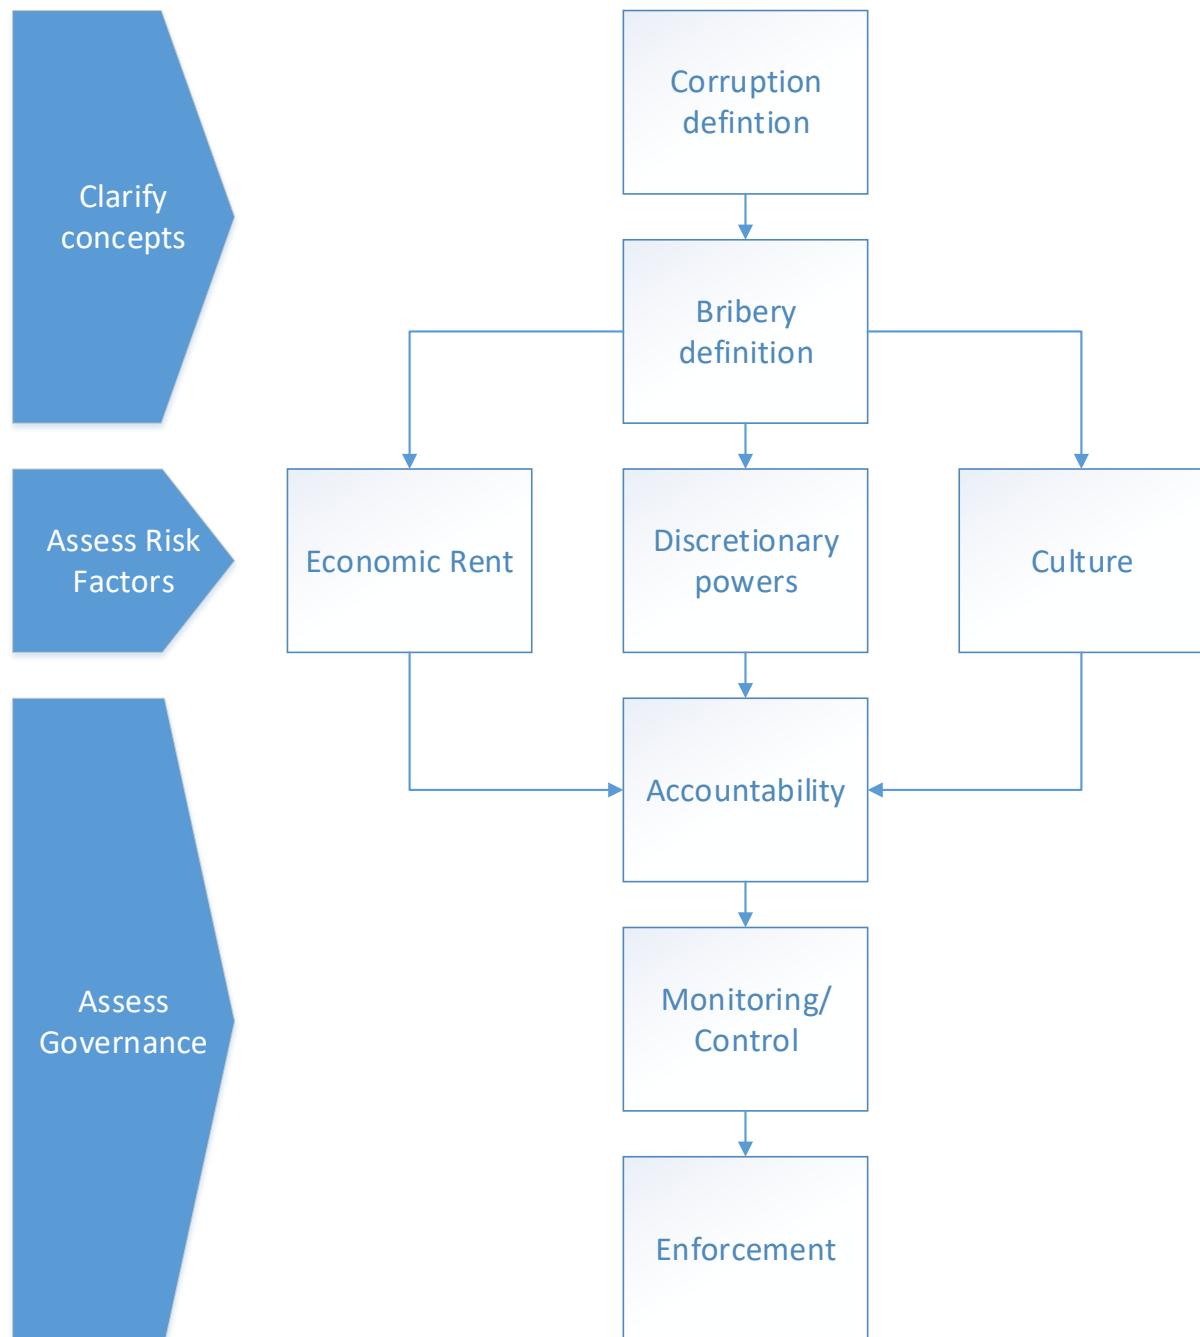 Corruption
defintion
Clarify
concepts
Bribery
definition
Assess Risk
Factors
Economic Rent
Discretionary
powers
Culture
Accountability
Assess
Governance
Monitoring/
Control
Enforcement